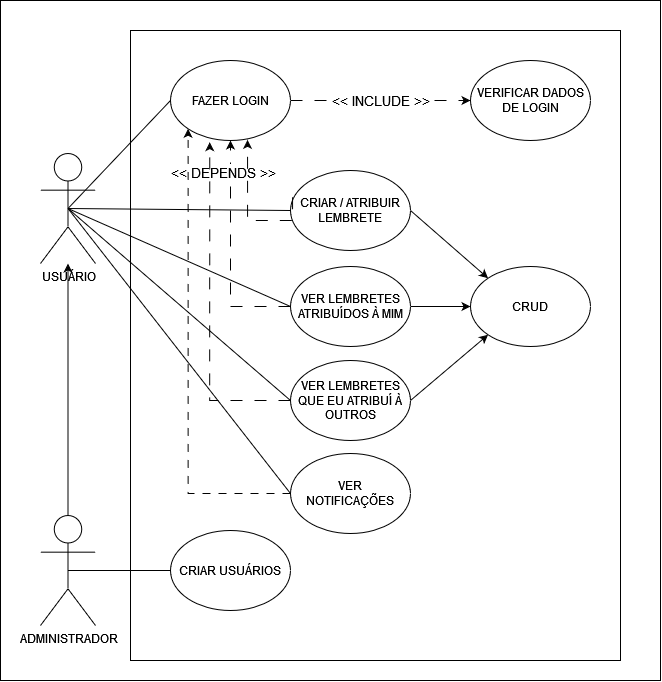 FAZER LOGIN
<< INCLUDE >>
VERIFICAR DADOS
DE LOGIN
<< DEPENDS >>
CRIAR / ATRIBUIR
LEMBRETE
USUÁRIO
VER LEMBRETES
ATRIBUÍDOS À MIM
CRUD
VER LEMBRETES
QUE EU ATRIBUÍ À
OUTROS
VER
NOTIFICAÇÕES
CRIAR USUÁRIOS
ADMINISTRADOR